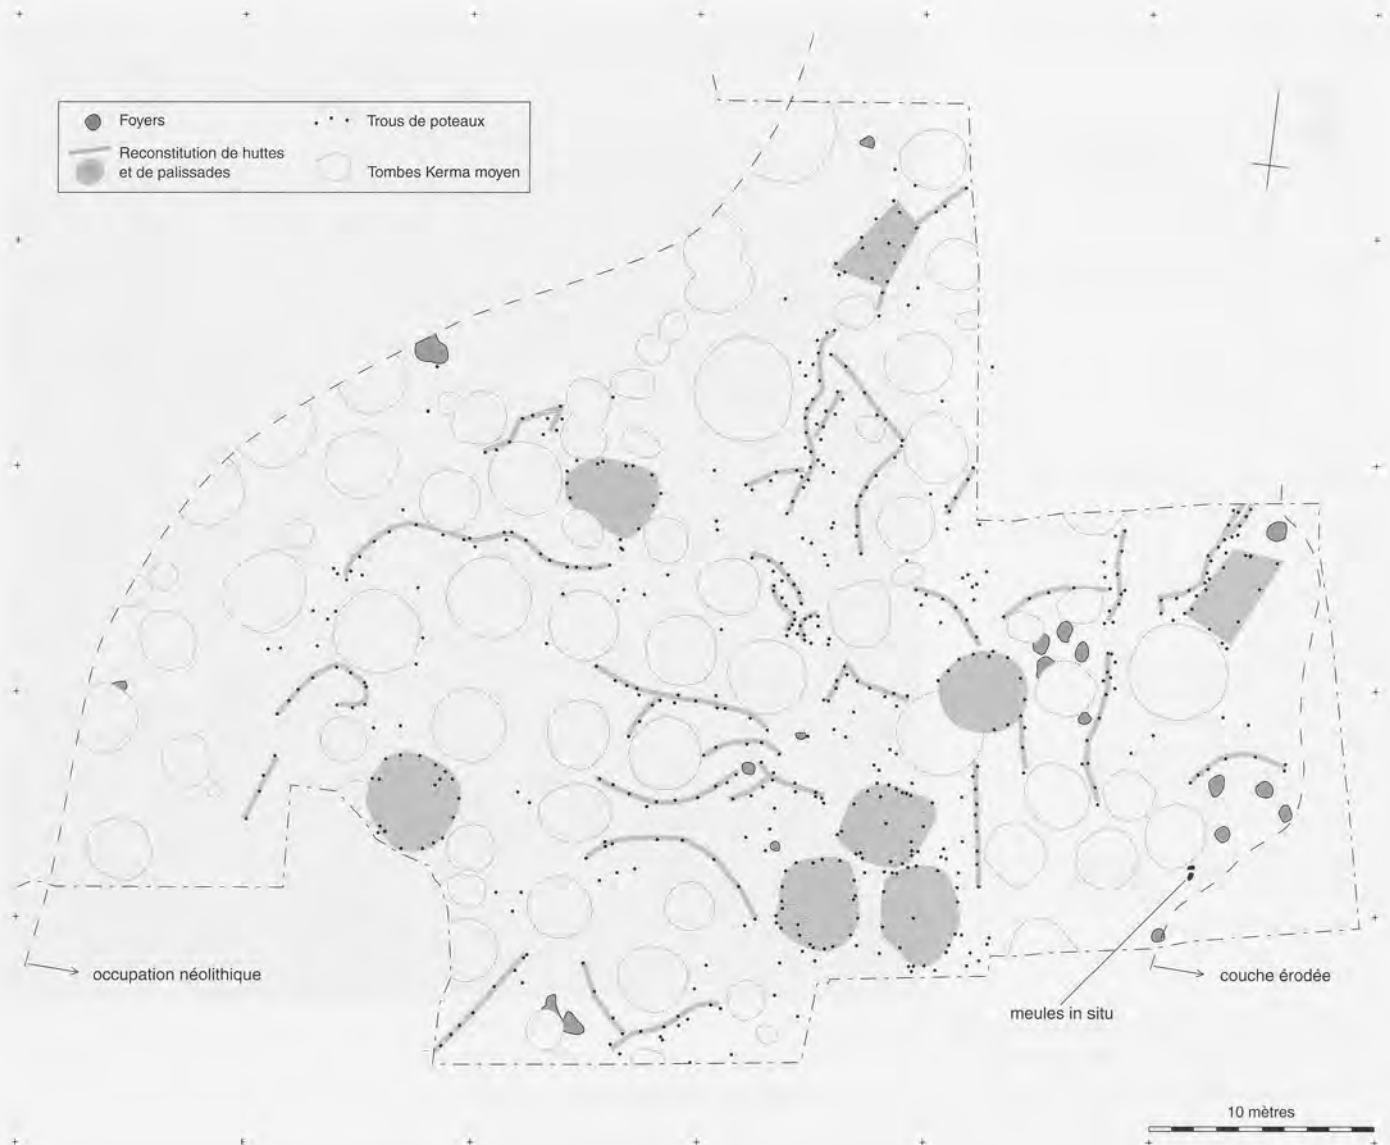 Foyers
Trous de poteaux
Reconstitution de huttes
et de palissades
Tombes Kerma moyen
occupation néolithique
couche érodée
meules in situ
10 mètres